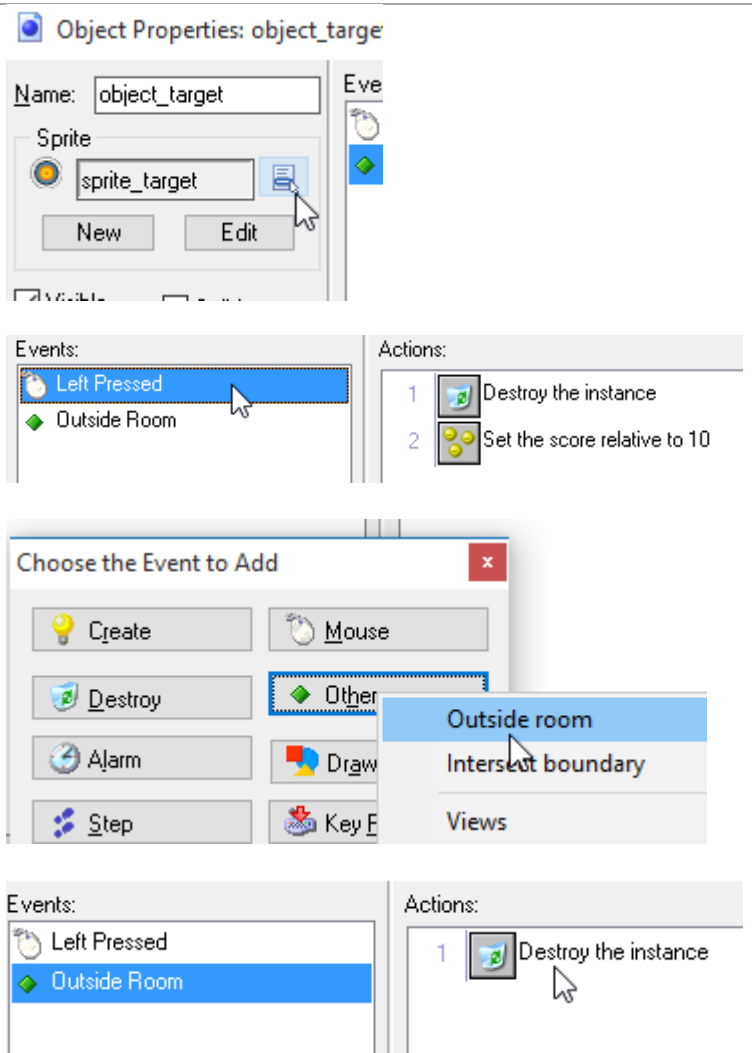 Object Properties: object_targe
Name: object_target
Eve
Sprite
sprite_target
New Edit
Events: Actions:
Left Pressed
Outside Room
1 Destroy the instance
2 Set the score relative to 10
Choose the Event to Add x
Create Mouse
Destroy Other
Outside room
Alarm Draw
Intersect boundary
Step Key P
Views
Events: Actions:
Left Pressed
Outside Room
1 Destroy the instance